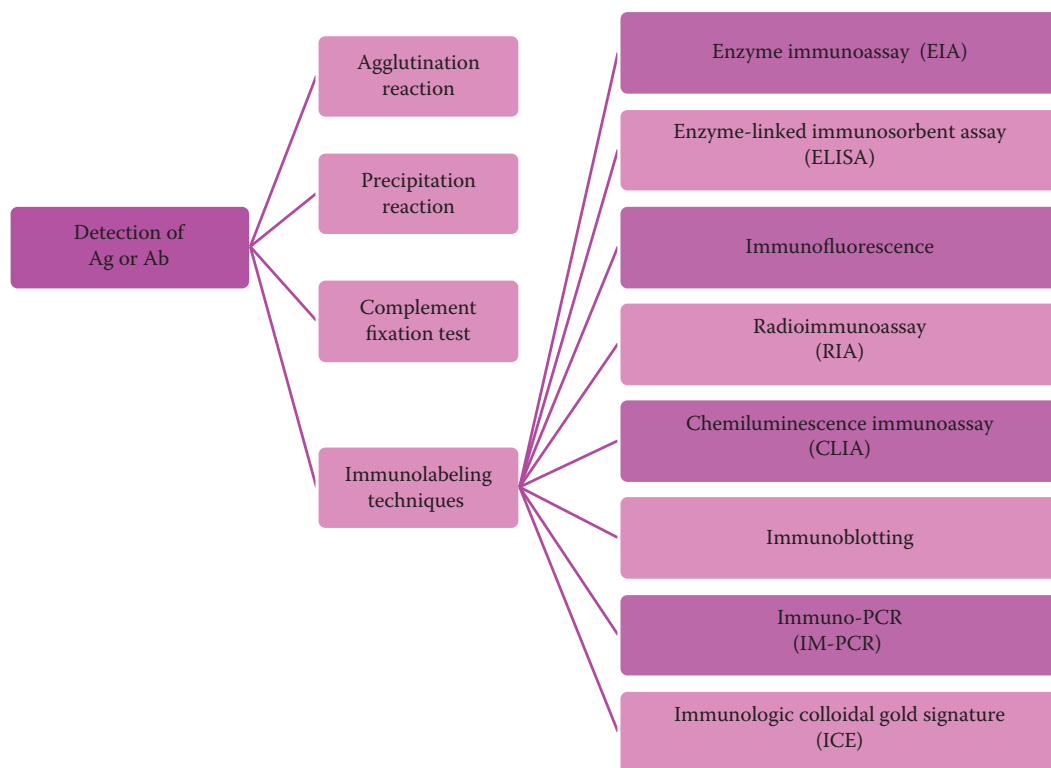 Detection of
Ag or Ab
Agglutination
reaction
Precipitation
reaction
Complement
fixation test
Immunolabeling
techniques
Enzyme immunoassay (EIA)
Enzyme-linked immunosorbent assay
(ELISA)
Immunofluorescence
Radioimmunoassay
(RIA)
Chemiluminescence immunoassay
(CLIA)
Immunoblotting
Immuno-PCR
(IM-PCR)
Immunologic colloidal gold signature
(ICE)